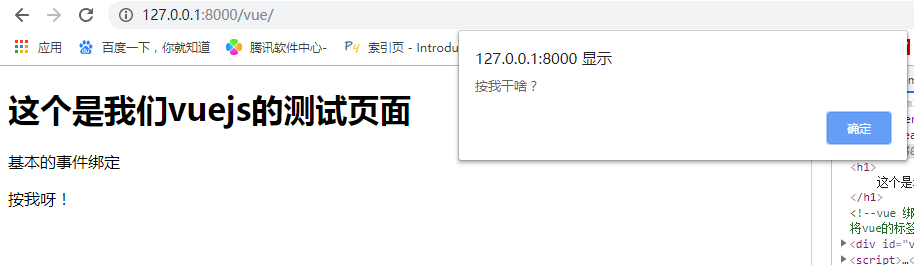 127.0.0.1:8000/vue/
应用 百度一下，你就知道 腾讯软件中心- 索引页 - Introdu
127.0.0.1:8000 显示
按我干啥？
确定
这个是我们vuejs的测试页面
基本的事件绑定
按我呀！
<h1>
这个是
</h1>
<!--vue 绑
将vue的标签
<div id="v
<script>…<